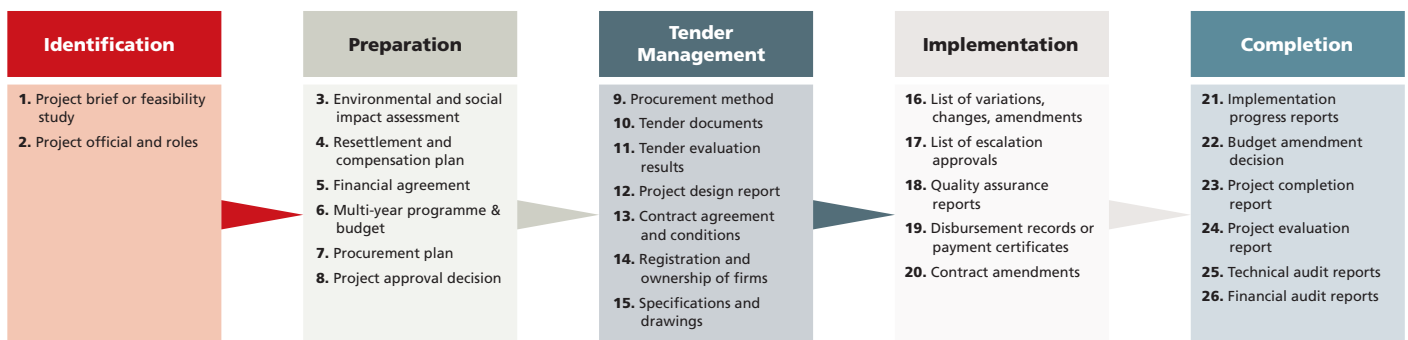 Identification
1. Project brief or feasibility
study
2. Project official and roles
Preparation
3. Environmental and social
impact assessment
4. Resettlement and
compensation plan
5. Financial agreement
6. Multi-year programme &
budget
7. Procurement plan
8. Project approval decision
Tender
Management
9. Procurement method
10. Tender documents
11. Tender evaluation
results
12. Project design report
13. Contract agreement
and conditions
14. Registration and
ownership of firms
15. Specifications and
drawings
Implementation
16. List of variations,
changes, amendments
17. List of escalation
approvals
18. Quality assurance
reports
19. Disbursement records or
payment certificates
20. Contract amendments
Completion
21. Implementation
progress reports
22. Budget amendment
decision
23. Project completion
report
24. Project evaluation
report
25. Technical audit reports
26. Financial audit reports